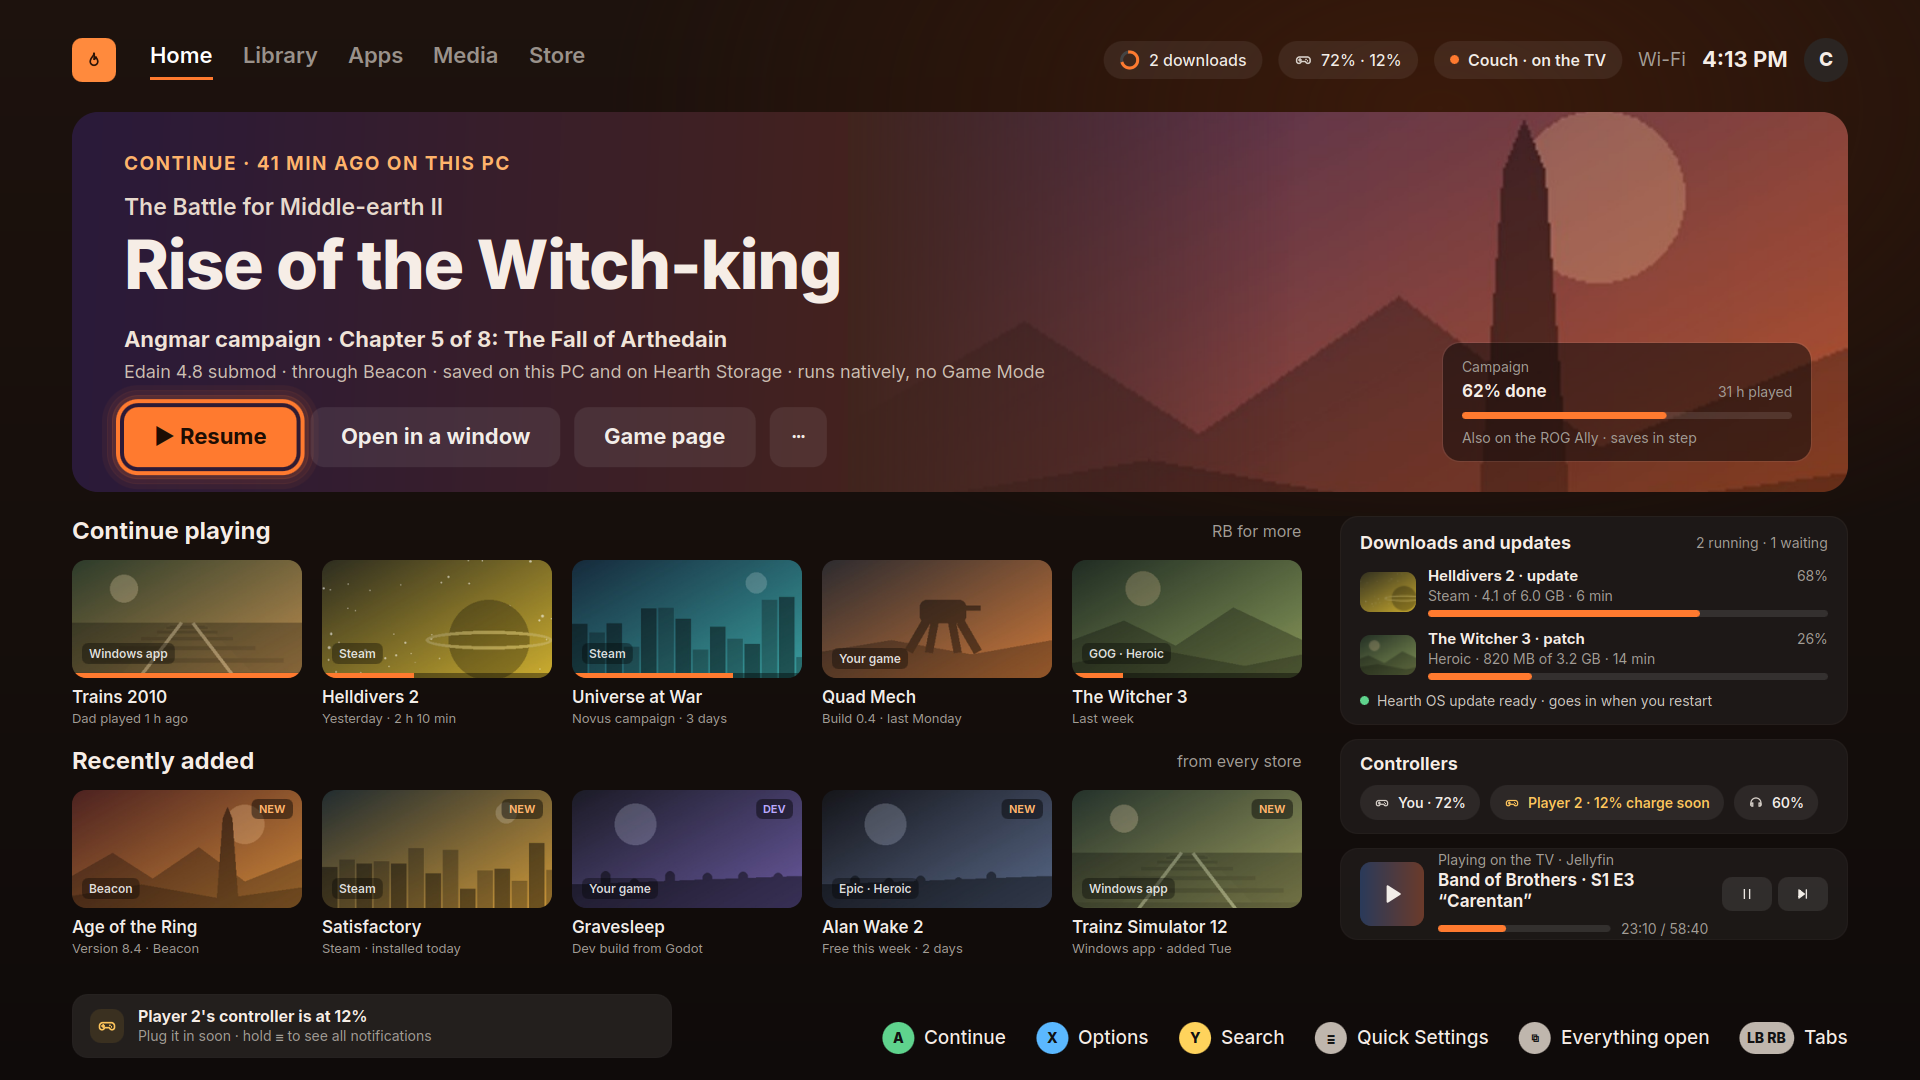 Home Library Apps Media Store
2 downloads
72% · 12%
Couch · on the TV
Wi-Fi
4:13 PM
C
CONTINUE · 41 MIN AGO ON THIS PC
The Battle for Middle-earth II
Rise of the Witch-king
Angmar campaign · Chapter 5 of 8: The Fall of Arthedain
Edain 4.8 submod · through Beacon · saved on this PC and on Hearth Storage · runs natively, no Game Mode
▶ Resume
Open in a window
Game page
···
Campaign
62% done
31 h played
Also on the ROG Ally · saves in step
Continue playing
RB for more
Windows app
Trains 2010
Dad played 1 h ago
Steam
Helldivers 2
Yesterday · 2 h 10 min
Steam
Universe at War
Novus campaign · 3 days
Your game
Quad Mech
Build 0.4 · last Monday
GOG · Heroic
The Witcher 3
Last week
Recently added
from every store
NEW
Beacon
Age of the Ring
Version 8.4 · Beacon
NEW
Steam
Satisfactory
Steam · installed today
DEV
Your game
Gravesleep
Dev build from Godot
NEW
Epic · Heroic
Alan Wake 2
Free this week · 2 days
NEW
Windows app
Trainz Simulator 12
Windows app · added Tue
Downloads and updates
2 running · 1 waiting
Helldivers 2 · update
68%
Steam · 4.1 of 6.0 GB · 6 min
The Witcher 3 · patch
26%
Heroic · 820 MB of 3.2 GB · 14 min
Hearth OS update ready · goes in when you restart
Controllers
You · 72%
Player 2 · 12% charge soon
60%
Playing on the TV · Jellyfin
Band of Brothers · S1 E3
“Carentan”
23:10 / 58:40
Player 2's controller is at 12%
Plug it in soon · hold ≡ to see all notifications
A Continue
X Options
Y Search
≡ Quick Settings
⧉ Everything open
LB RB Tabs